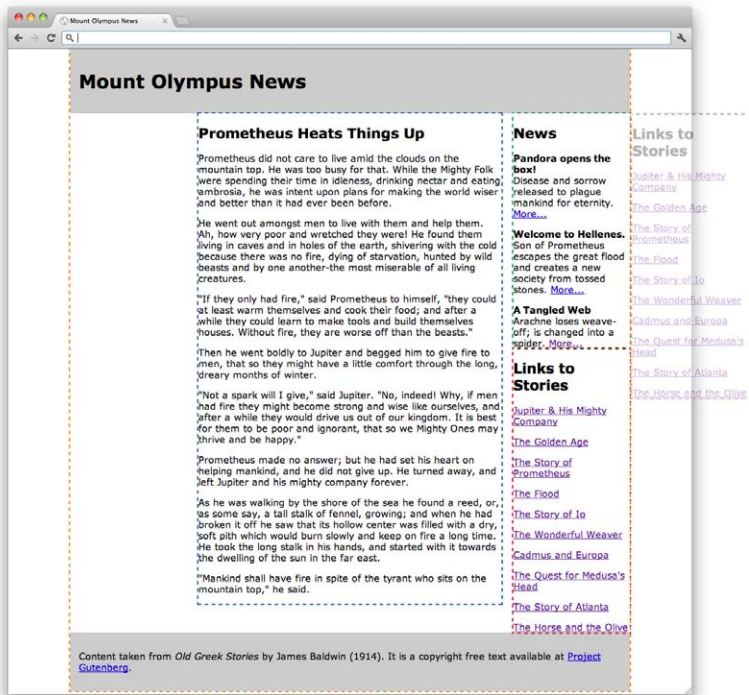 Mount Olympus News
Mount Olympus News
Prometheus Heats Things Up
Prometheus did not care to live amid the clouds on the
mountain top. He was too busy for that. While the Mighty Folk
were spending their time in idleness, drinking nectar and eating
ambrosia, he was intent upon plans for making the world wiser
and better than it had ever been before.
He went out amongst men to live with them and help them.
Ah, how very poor and wretched they were! He found them
living in caves and in holes of the earth, shivering with the cold
because there was no fire, dying of starvation, hunted by wild
beasts and by one another-the most miserable of all living
creatures.
"If they only had fire," said Prometheus to himself, "they could
at least warm themselves and cook their food; and after a
while they could learn to make tools and build themselves
houses. Without fire, they are worse off than the beasts."
Then he went boldly to Jupiter and begged him to give fire to
men, that so they might have a little comfort through the long,
dreary months of winter.
"Not a spark will I give," said Jupiter. "No, indeed! Why, if men
had fire they might become strong and wise like ourselves, and
after a while they would drive us out of our kingdom. It is best
for them to be poor and ignorant, that so we Mighty Ones may
thrive and be happy."
Prometheus made no answer; but he had set his heart on
helping mankind, and he did not give up. He turned away, and
left Jupiter and his mighty company forever.
As he was walking by the shore of the sea he found a reed, or,
as some say, a tall stalk of fennel, growing; and when he had
broken it off he saw that its hollow center was filled with a dry,
soft pith which would burn slowly and keep on fire a long time.
He took the long stalk in his hands, and started with it towards
the dwelling of the sun in the far east.
"Mankind shall have fire in spite of the tyrant who sits on the
mountain top," he said.
News
Pandora opens the
box!
Disease and sorrow
released to plague
mankind for eternity.
More...
Welcome to Hellenes.
Son of Prometheus
escapes the great flood
and creates a new
society from tossed
stones. More...
A Tangled Web
Arachne loses weave-
off; is changed into a
spider. More...
Links to
Stories
Jupiter & His Mighty
Company
The Golden Age
The Story of
Prometheus
The Flood
The Story of Io
The Wonderful Weaver
Cadmus and Europa
The Quest for Medusa's
Head
The Story of Atlanta
The Horse and the Olive
Links to
Stories
Jupiter & His Mighty
Company
The Golden Age
The Story of
Prometheus
The Flood
The Story of Io
The Wonderful Weaver
Cadmus and Europa
The Quest for Medusa's
Head
The Story of Atlanta
The Horse and the Olive
Content taken from Old Greek Stories by James Baldwin (1914). It is a copyright free text available at Project
Gutenberg.